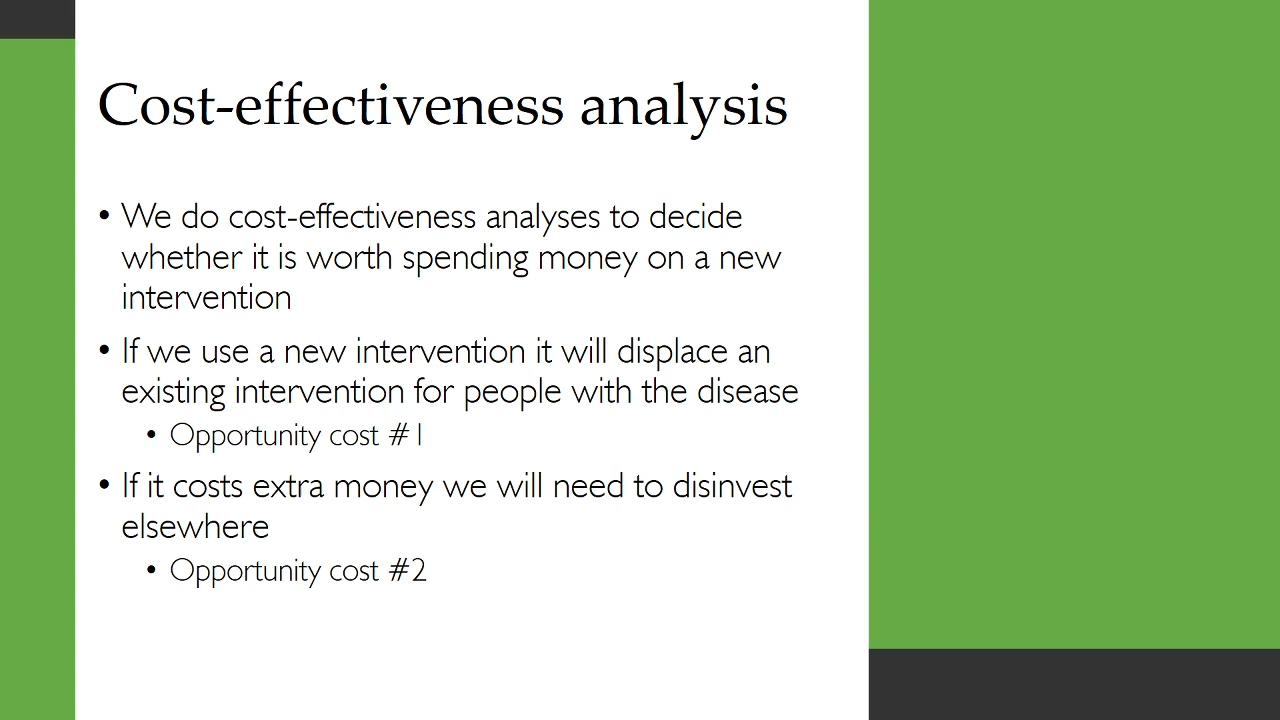 Cost-effectiveness analysis
• We do cost-effectiveness analyses to decide
whether it is worth spending money on a new
intervention
• If we use a new intervention it will displace an
existing intervention for people with the disease
• Opportunity cost #1
• If it costs extra money we will need to disinvest
elsewhere
• Opportunity cost #2